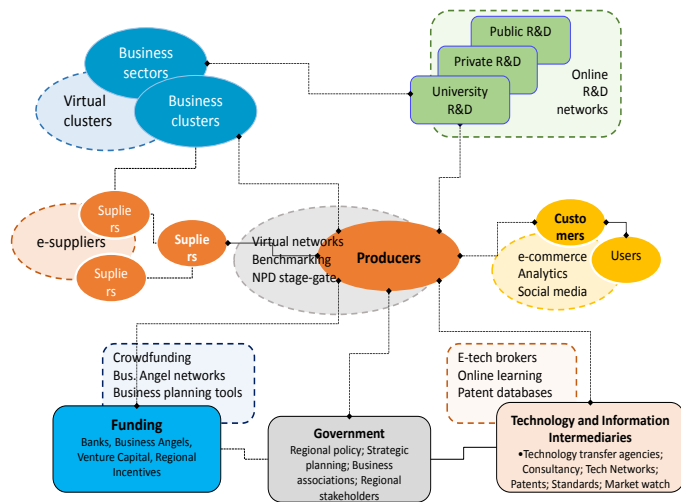 Public R&D
Private R&D
University
R&D
Online
R&D
networks
Business
sectors
Virtual
clusters
Business
clusters
Suplie
rs
e-suppliers
Suplie
rs
Suplie
rs
Virtual networks
Benchmarking
NPD stage-gate
Producers
Custo
mers
Users
e-commerce
Analytics
Social media
Crowdfunding
Bus. Angel networks
Business planning tools
E-tech brokers
Online learning
Patent databases
Funding
Banks, Business Angels,
Venture Capital, Regional
Incentives
Government
Regional policy; Strategic
planning; Business
associations; Regional
stakeholders
Technology and Information
Intermediaries
•Technology transfer agencies;
Consultancy; Tech Networks;
Patents; Standards; Market watch